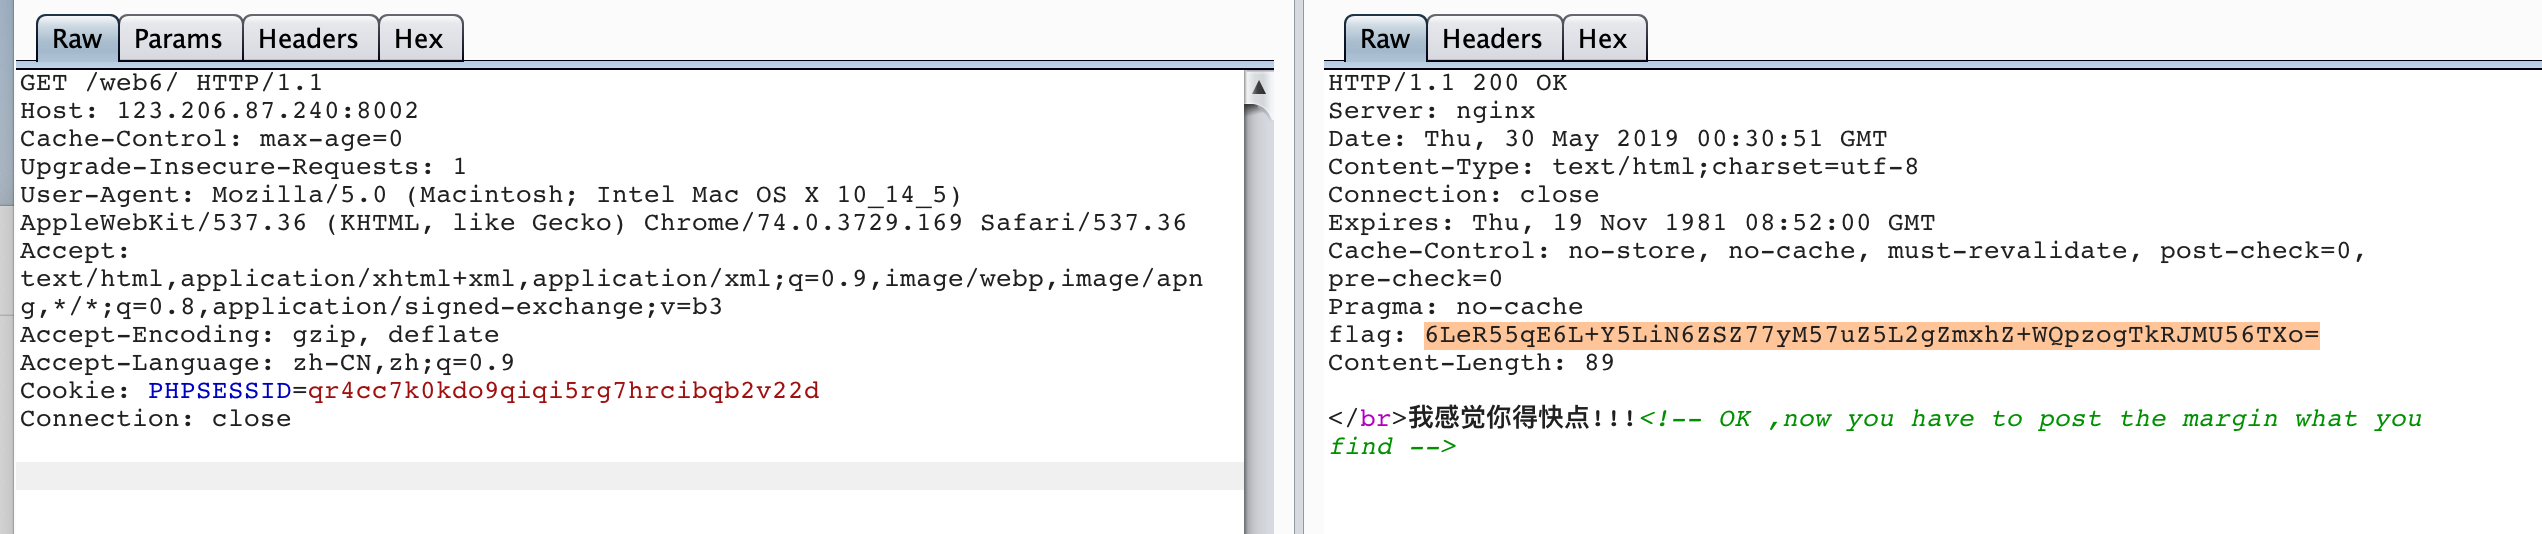 Raw Params Headers Hex
GET /web6/ HTTP/1.1
Host: 123.206.87.240:8002
Cache-Control: max-age=0
Upgrade-Insecure-Requests: 1
User-Agent: Mozilla/5.0 (Macintosh; Intel Mac OS X 10_14_5)
AppleWebKit/537.36 (KHTML, like Gecko) Chrome/74.0.3729.169 Safari/537.36
Accept:
text/html,application/xhtml+xml,application/xml;q=0.9,image/webp,image/apn
g,*/*;q=0.8,application/signed-exchange;v=b3
Accept-Encoding: gzip, deflate
Accept-Language: zh-CN,zh;q=0.9
Cookie: PHPSESSID=qr4cc7k0kdo9qiqi5rg7hrcibqb2v22d
Connection: close
Raw Headers Hex
HTTP/1.1 200 OK
Server: nginx
Date: Thu, 30 May 2019 00:30:51 GMT
Content-Type: text/html;charset=utf-8
Connection: close
Expires: Thu, 19 Nov 1981 08:52:00 GMT
Cache-Control: no-store, no-cache, must-revalidate, post-check=0,
pre-check=0
Pragma: no-cache
flag: 6LeR55qE6L+Y5LiN6ZSZ77yM57uZ5L2gZmxhZ+WQpzogTkRJMU56TXo=
Content-Length: 89
</br>我感觉你得快点!!!<!-- OK ,now you have to post the margin what you
find -->